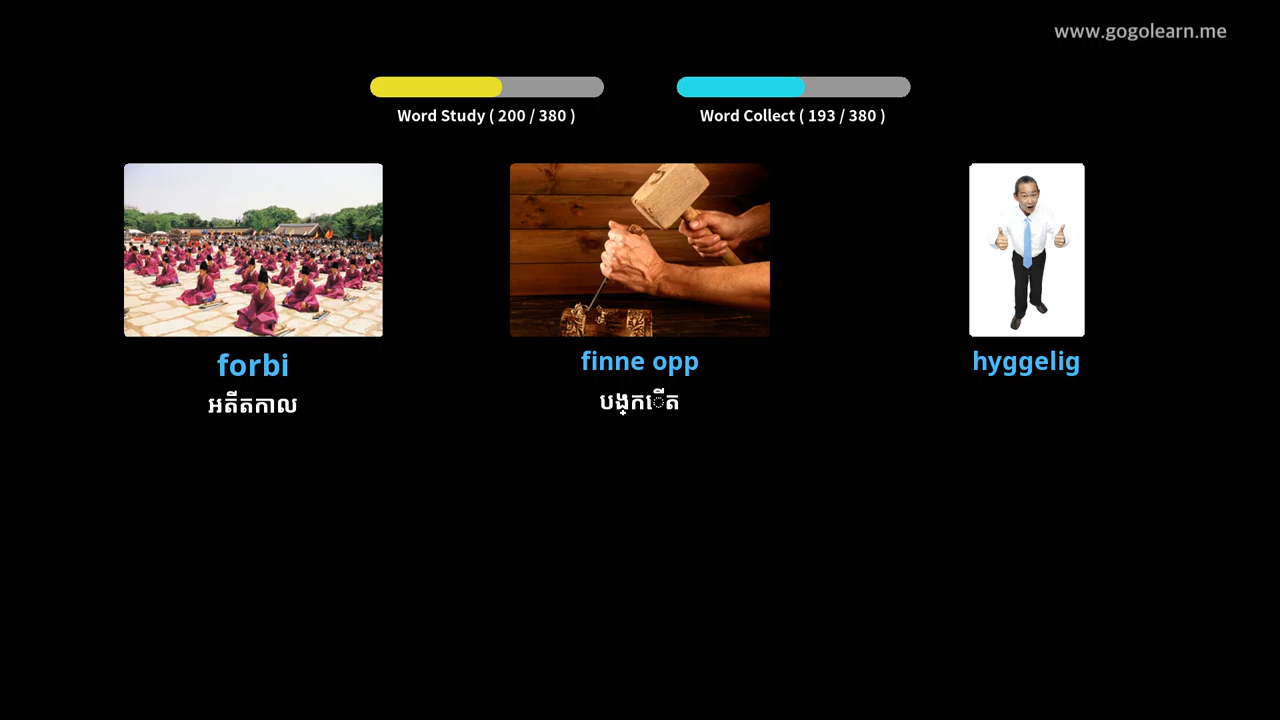 www.gogolearn.me
Word Study ( 200 / 380 )
Word Collect ( 193 / 380 )
forbi
អតីតកាល
finne opp
បង្កើត
hyggelig